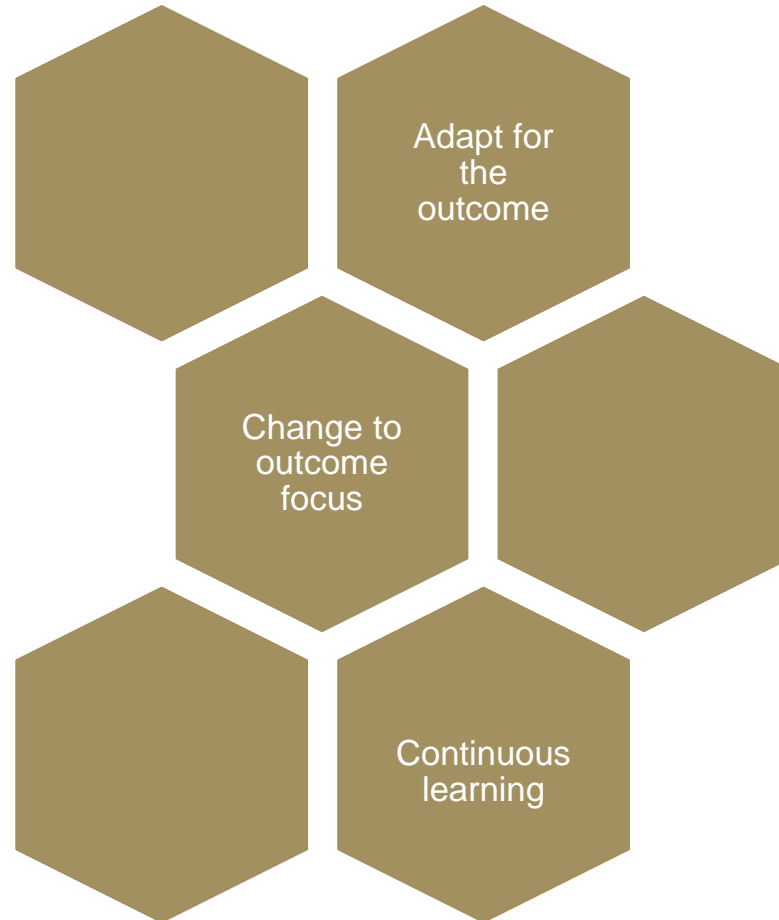 Adapt for
the
outcome
Change to
outcome
focus
Continuous
learning